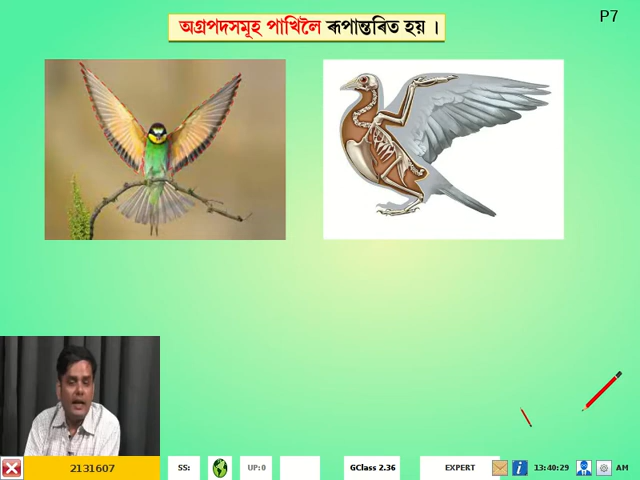 P7
অগ্ৰপদসমূহ পাখিলৈ ৰূপান্তৰিত হয় ।
2131607
SS:
UP:0
GClass 2.36
EXPERT
13:40:29
AM